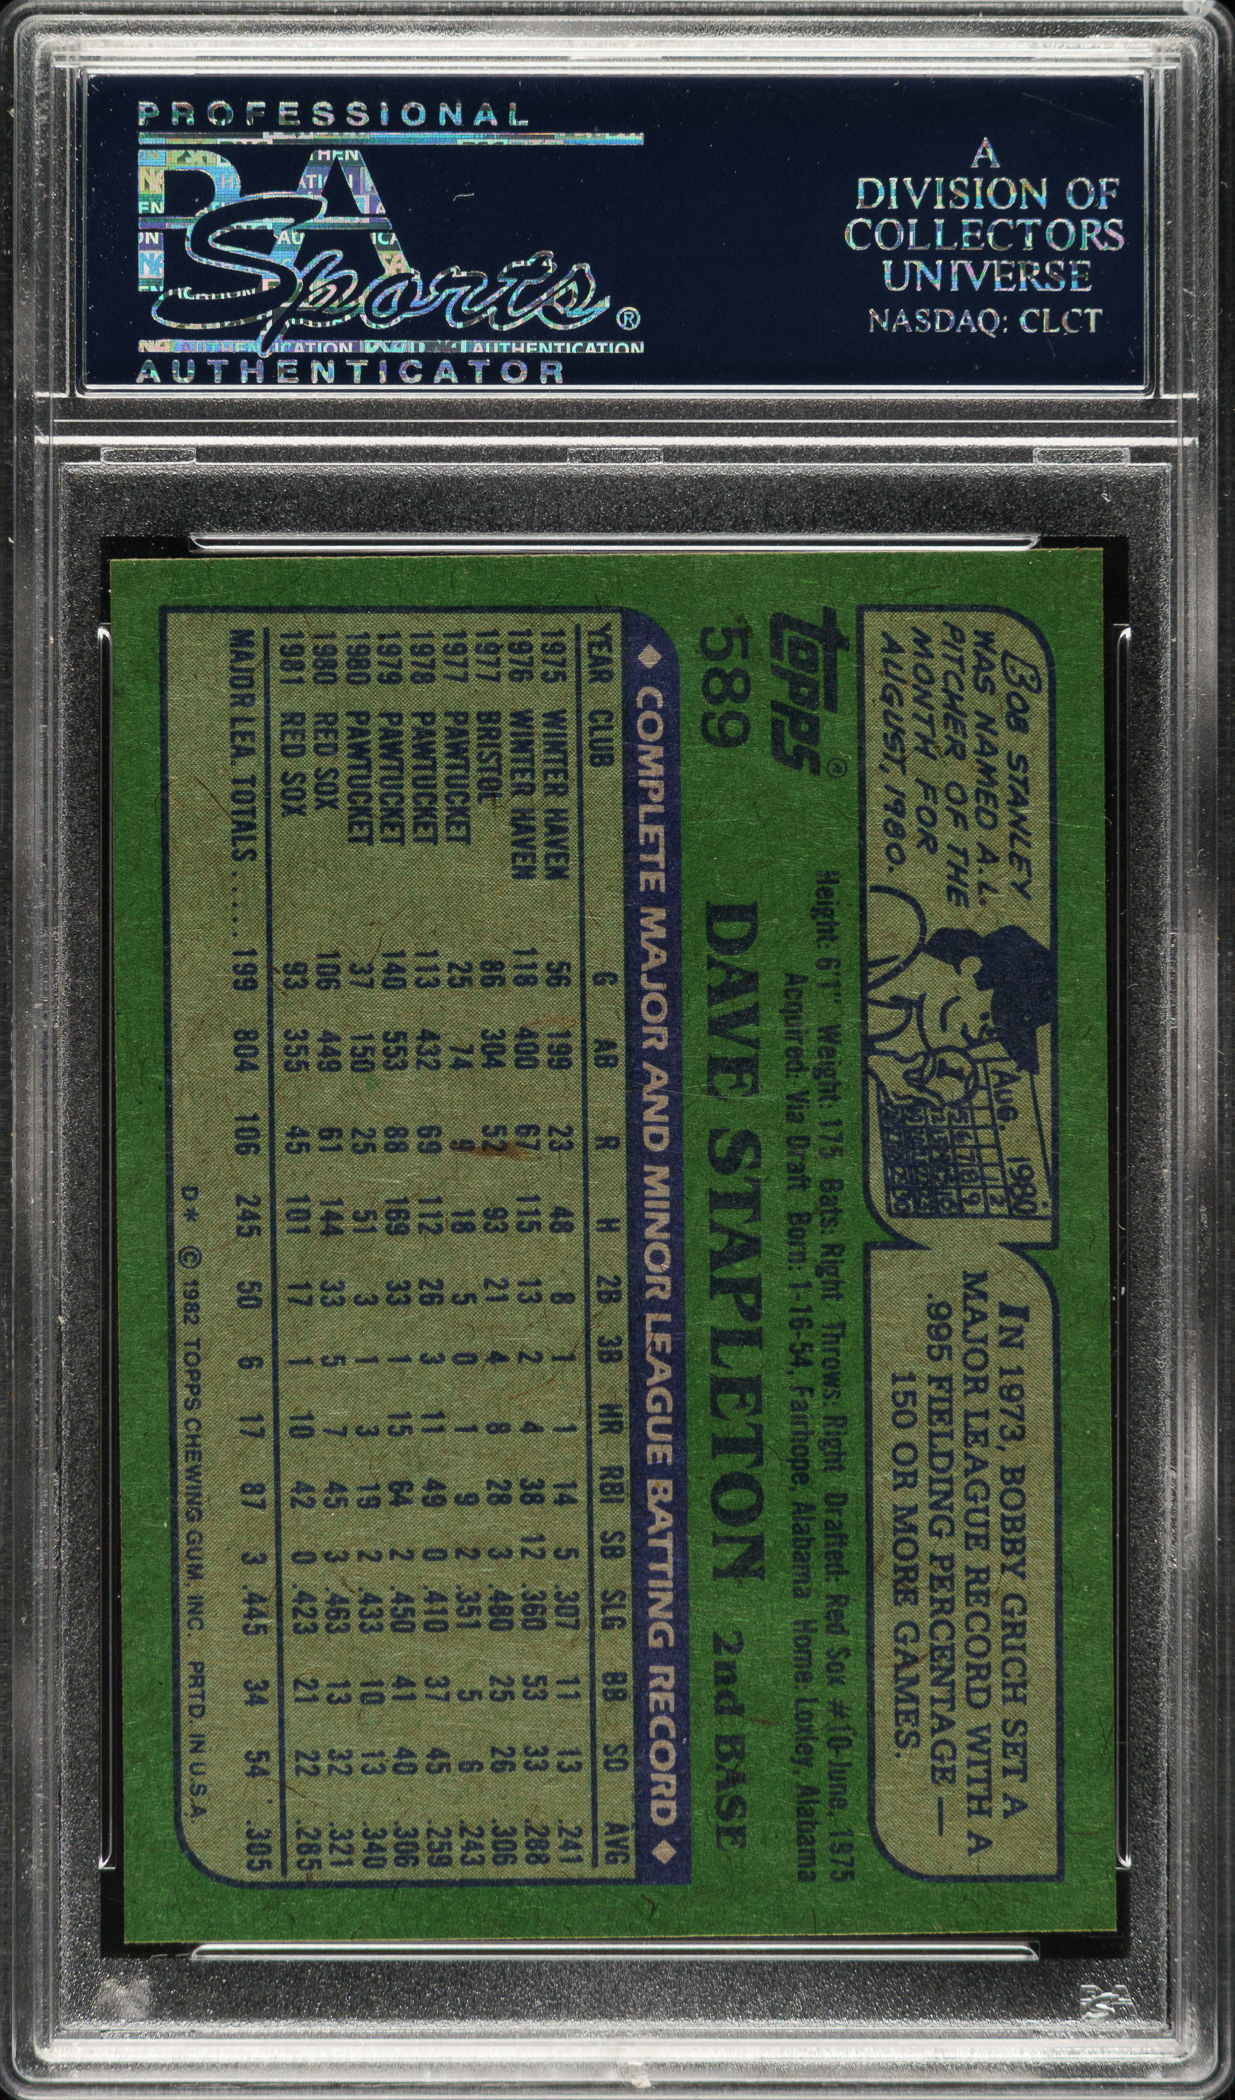 PROFESSIONAL
PSA
Sports®
AUTHENTICATION AUTHENTICATION
AUTHENTICATOR
A
DIVISION OF
COLLECTORS
UNIVERSE
NASDAQ: CLCT
BOB STANLEY
WAS NAMED A.L.
PITCHER OF THE
MONTH FOR
AUGUST, 1980.
AUG. 1980
IN 1973, BOBBY GRICH SET A
MAJOR LEAGUE RECORD WITH A
.995 FIELDING PERCENTAGE —
150 OR MORE GAMES.
topps®
589
Height: 6'1" Weight: 175 Bats: Right Throws: Right Drafted: Red Sox #10-June, 1975
Acquired: Via Draft Born: 1-16-54, Fairhope, Alabama Home: Loxley, Alabama
DAVE STAPLETON 2nd BASE
◆ COMPLETE MAJOR AND MINOR LEAGUE BATTING RECORD ◆
YEAR CLUB G AB R H 2B 3B HR RBI SB SLG BB SO AVG
1975 WINTER HAVEN 56 199 23 48 8 1 1 14 5 .307 11 13 .241
1976 WINTER HAVEN 118 400 67 115 13 2 4 38 12 .360 53 33 .288
1977 BRISTOL 86 304 52 93 21 4 8 28 3 .480 25 26 .306
1977 PAWTUCKET 25 74 9 18 5 0 1 9 2 .351 5 6 .243
1978 PAWTUCKET 113 432 69 112 26 3 11 49 0 .410 37 45 .259
1979 PAWTUCKET 140 553 88 169 33 1 15 64 2 .450 41 40 .306
1980 PAWTUCKET 37 150 25 51 3 1 3 19 2 .433 10 13 .340
1980 RED SOX 106 449 61 144 33 5 7 45 3 .463 13 32 .321
1981 RED SOX 93 355 45 101 17 1 10 42 0 .423 21 22 .285
MAJOR LEA. TOTALS ..... 199 804 106 245 50 6 17 87 3 .445 34 54 .305
D* © 1982 TOPPS CHEWING GUM, INC. PRTD. IN U.S.A.
PSA